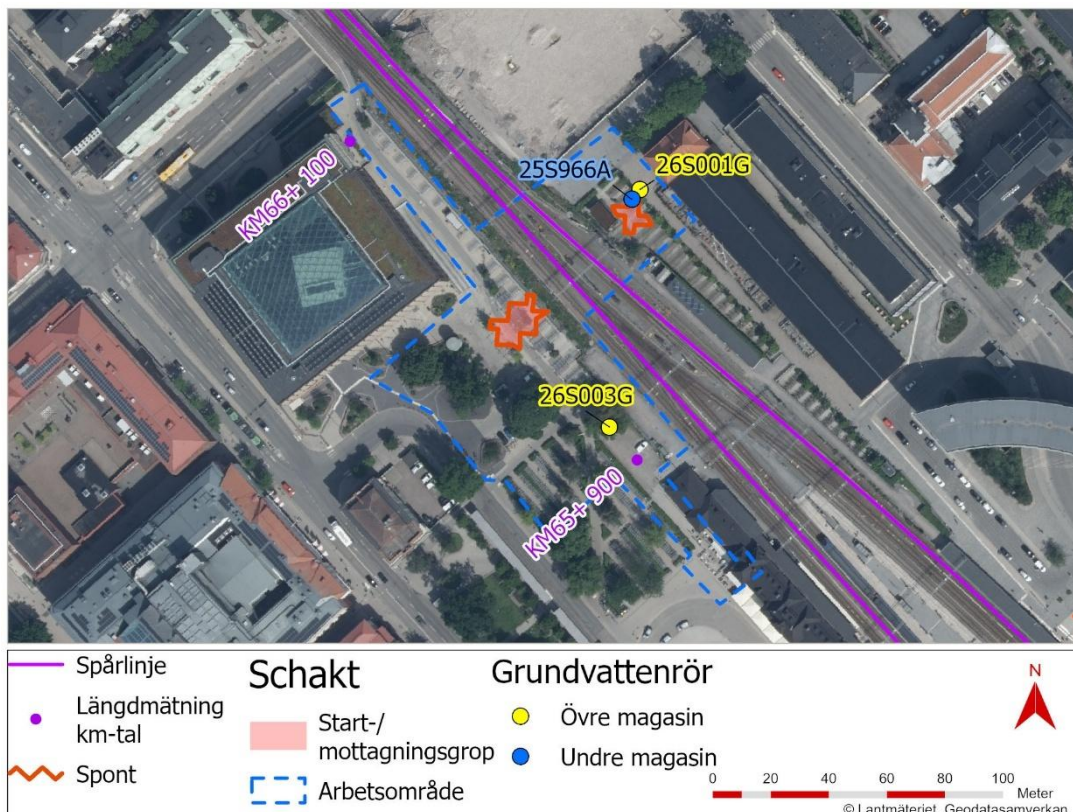 KM66+ 100
25S966A
26S001G
26S003G
KM65+ 900
Spårlinje
Längdmätning
km-tal
Spont
Schakt
Start-/
mottagningsgrop
Arbetsområde
Grundvattenrör
Övre magasin
Undre magasin
N
0 20 40 60 80 100
Meter
© Lantmäteriet, Geodatasamverkan